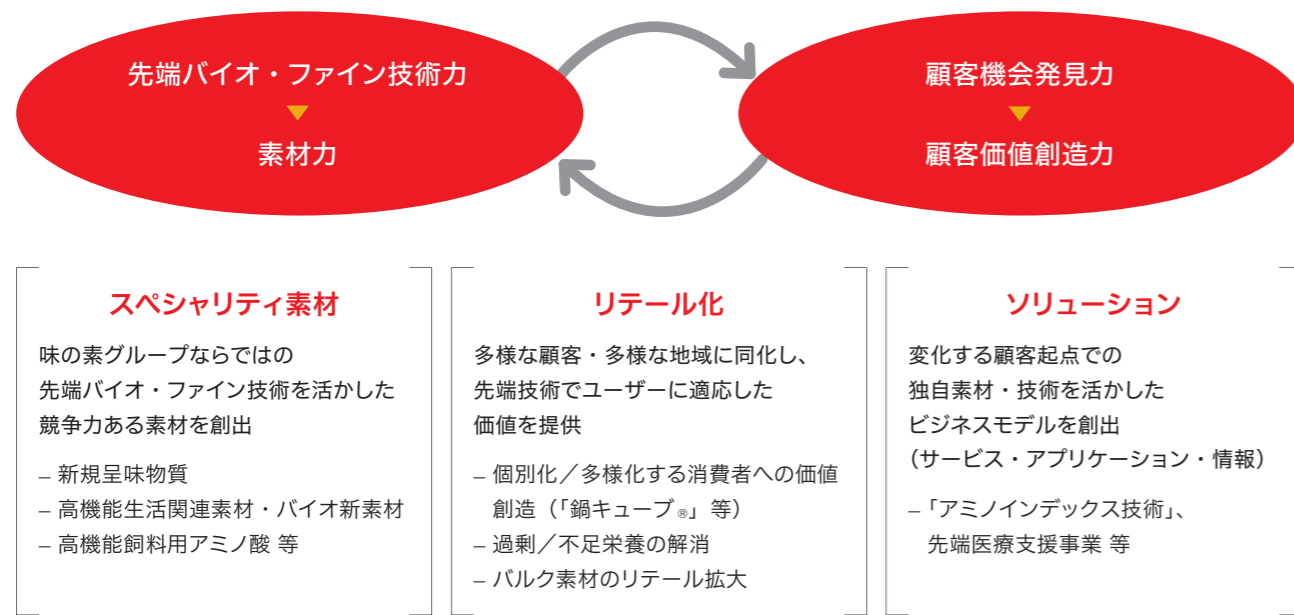 先端バイオ・ファイン技術力
▼
素材力
顧客機会発見力
▼
顧客価値創造力
スペシャリティ素材
味の素グループならではの
先端バイオ・ファイン技術を活かした
競争力ある素材を創出
– 新規呈味物質
– 高機能生活関連素材・バイオ新素材
– 高機能飼料用アミノ酸 等
リテール化
多様な顧客・多様な地域に同化し、
先端技術でユーザーに適応した
価値を提供
– 個別化／多様化する消費者への価値
創造（「鍋キューブ®」等）
– 過剰／不足栄養の解消
– バルク素材のリテール拡大
ソリューション
変化する顧客起点での
独自素材・技術を活かした
ビジネスモデルを創出
（サービス・アプリケーション・情報）
–「アミノインデックス技術」、
先端医療支援事業 等